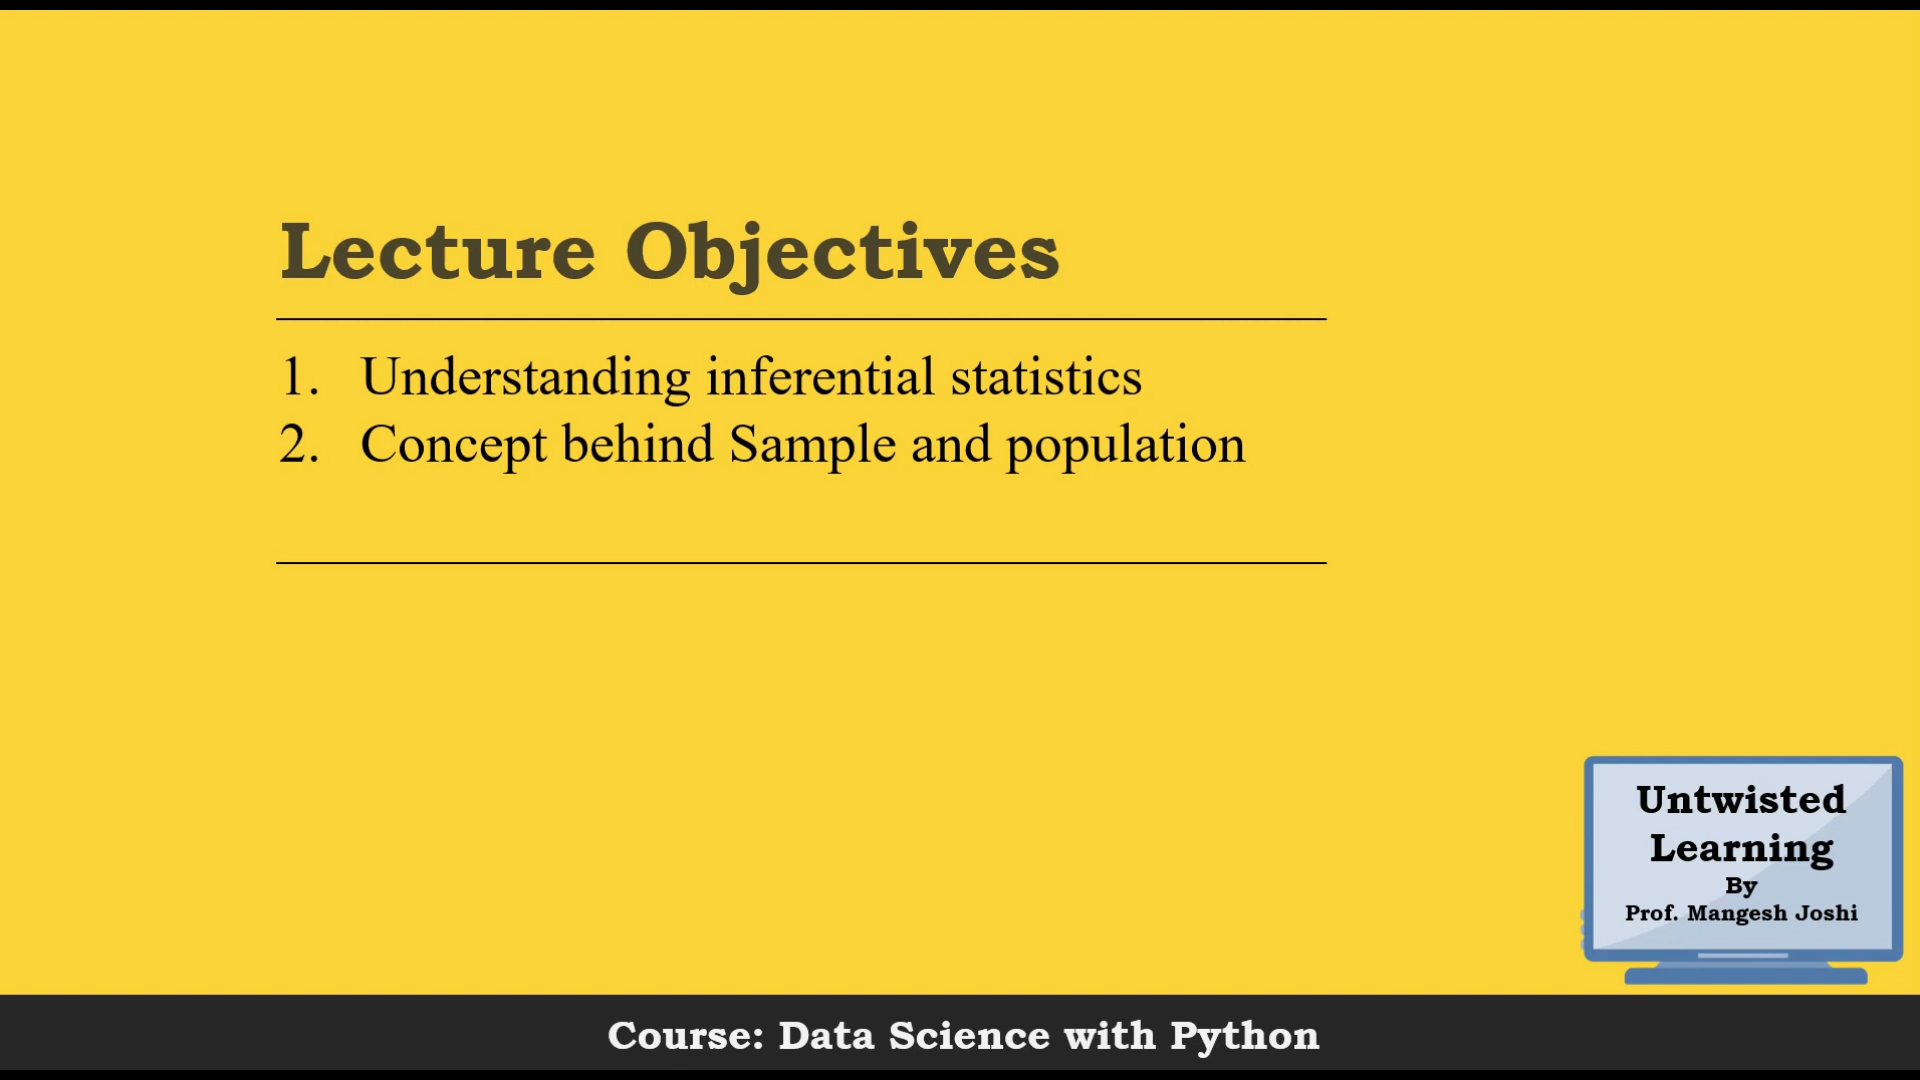 Lecture Objectives
1. Understanding inferential statistics
2. Concept behind Sample and population
Untwisted
Learning
By
Prof. Mangesh Joshi
Course: Data Science with Python